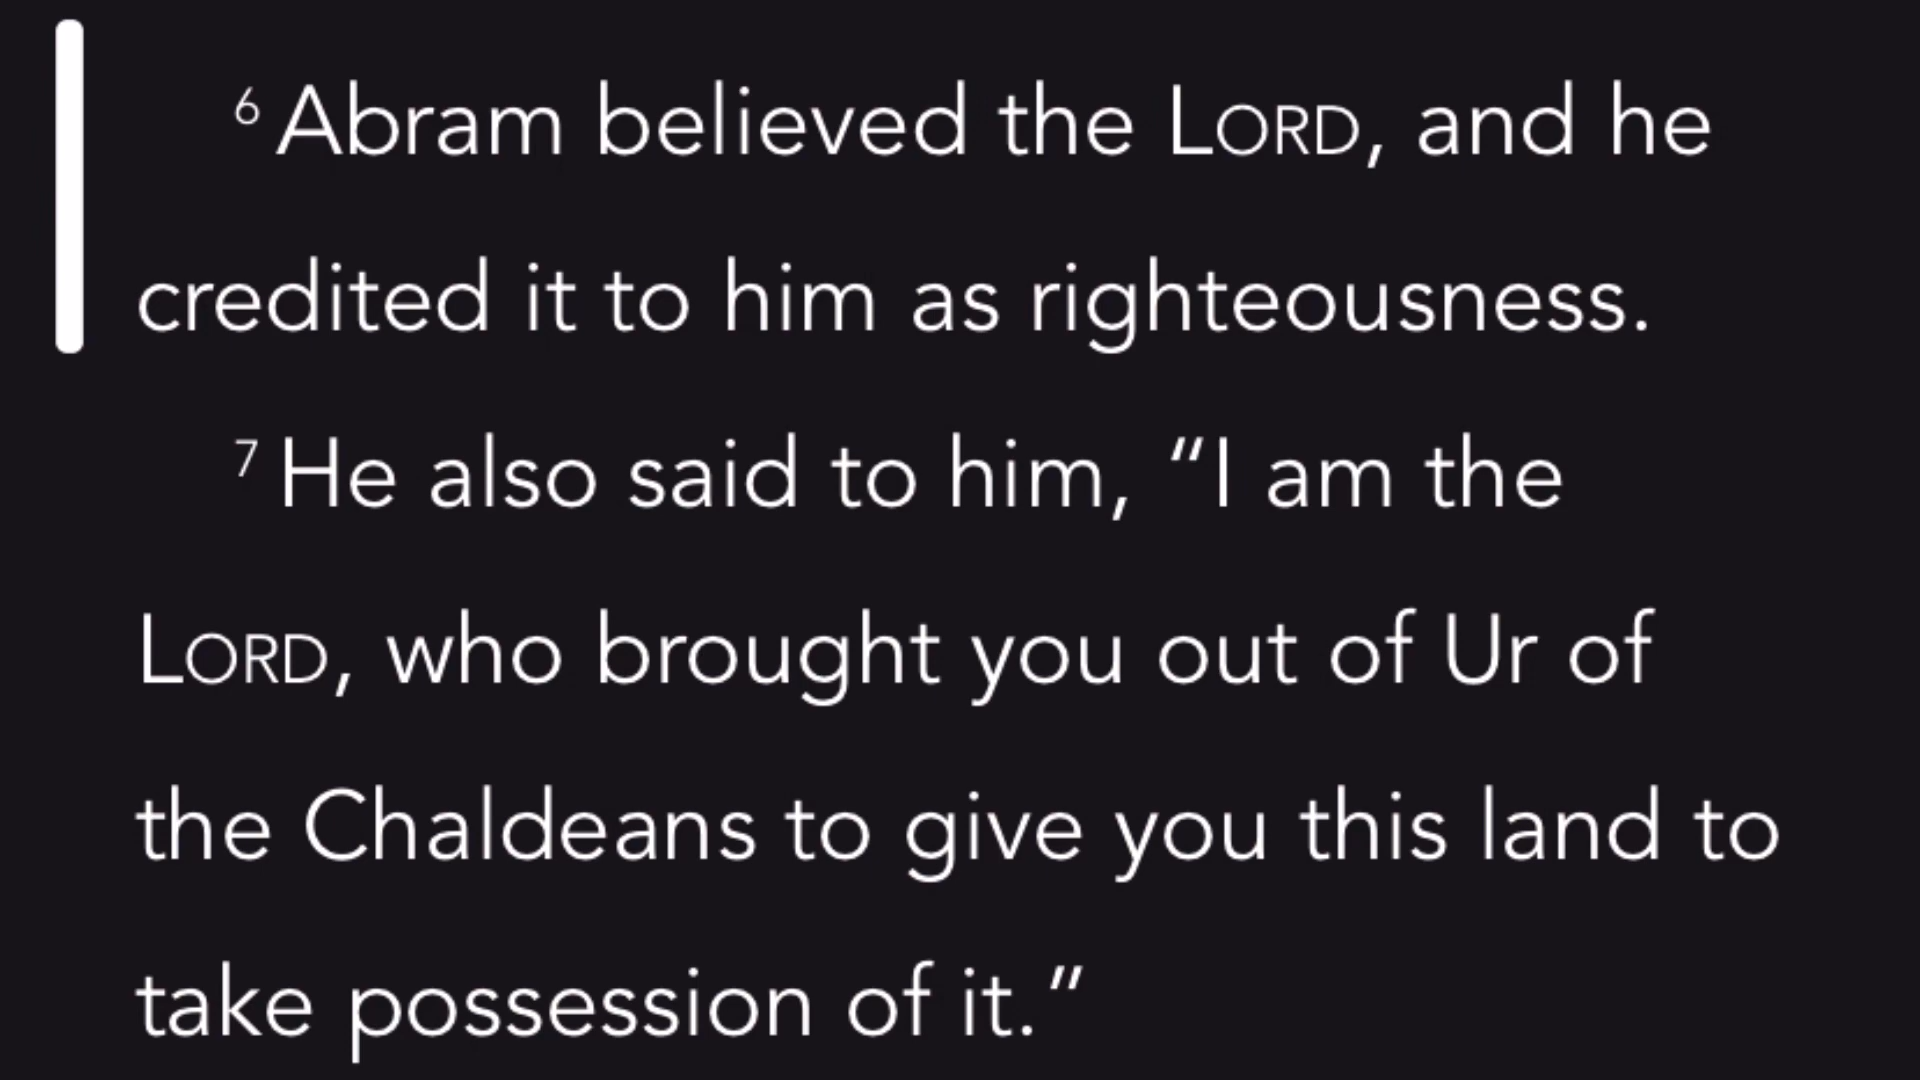 6 Abram believed the LORD, and he
credited it to him as righteousness.
7 He also said to him, “I am the
LORD, who brought you out of Ur of
the Chaldeans to give you this land to
take possession of it.”